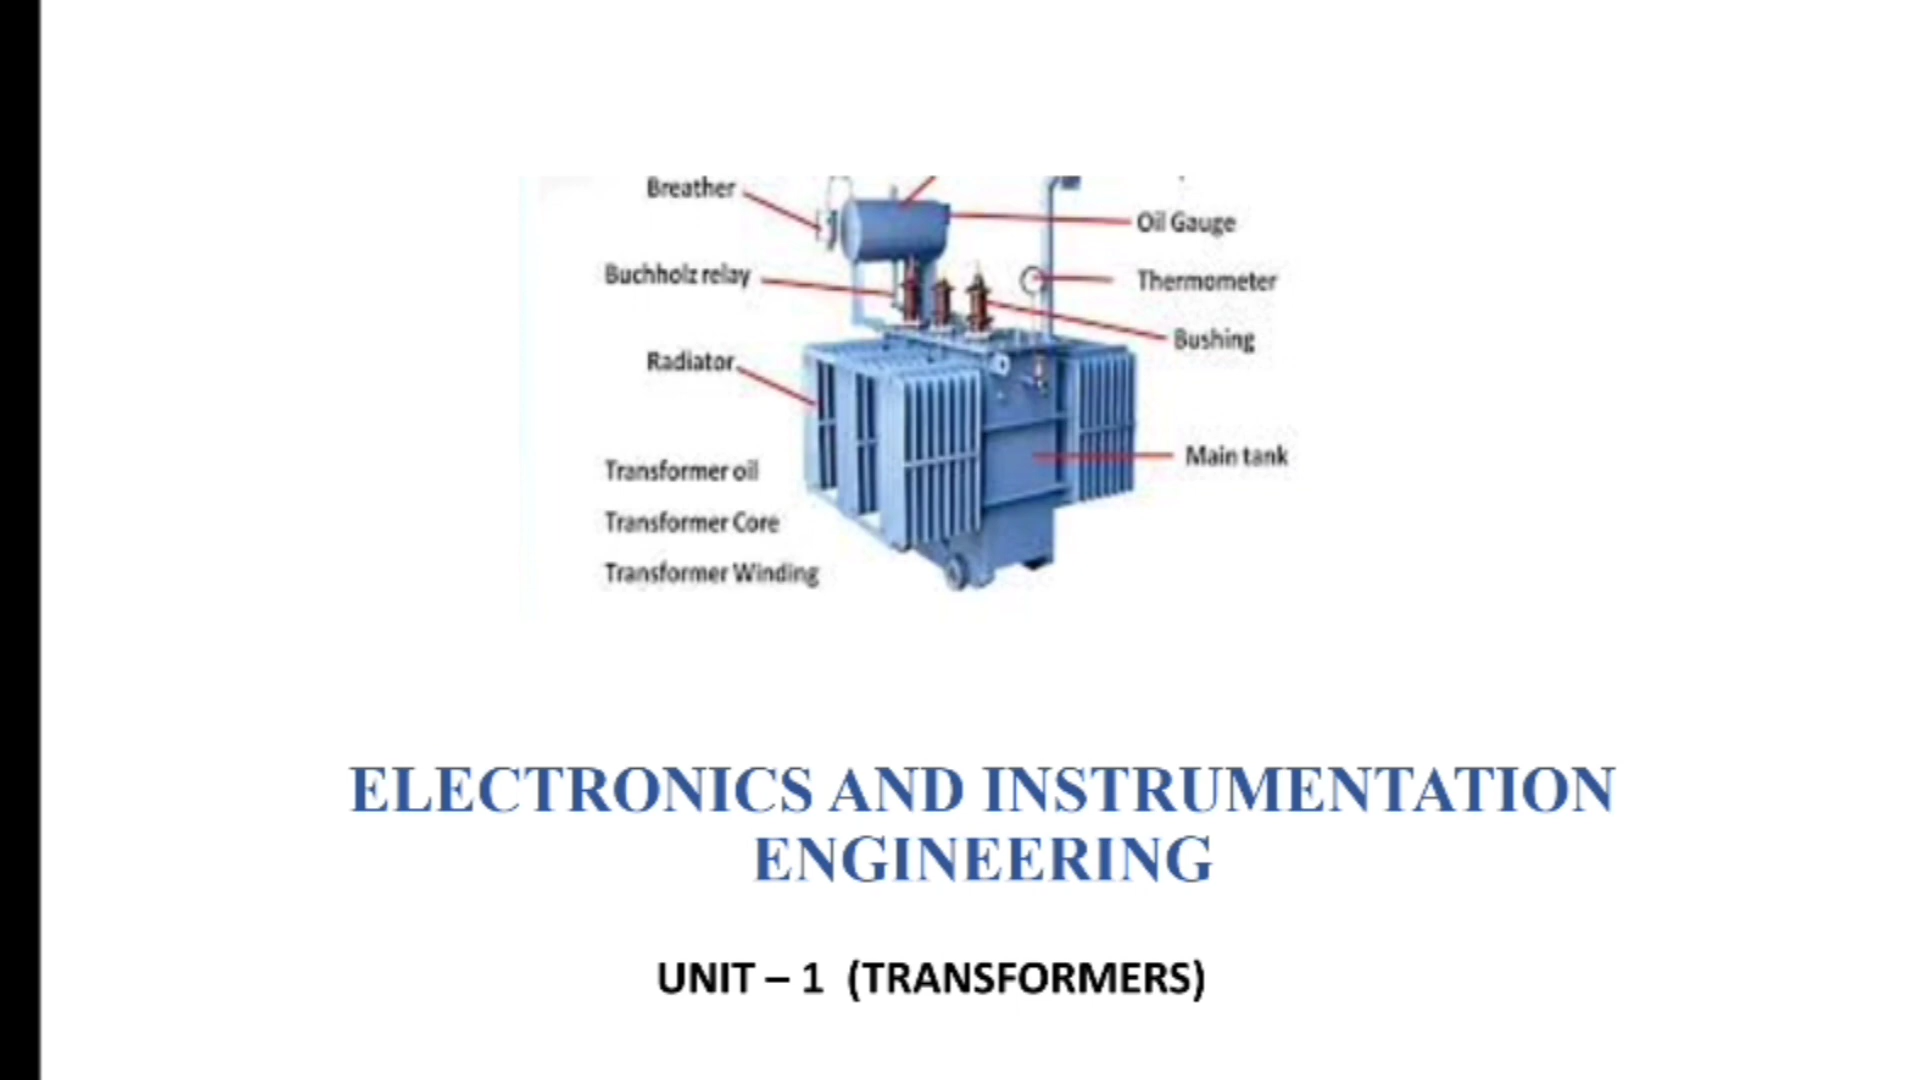 Breather
Oil Gauge
Buchholz relay
Thermometer
Bushing
Radiator
Main tank
Transformer oil
Transformer Core
Transformer Winding
ELECTRONICS AND INSTRUMENTATION
ENGINEERING
UNIT – 1 (TRANSFORMERS)